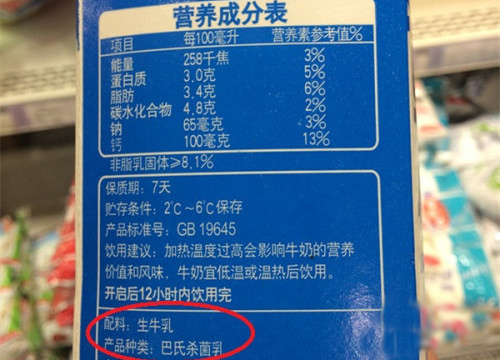 营养成分表
项目 每100毫升 营养素参考值%
能量 258千焦 3%
蛋白质 3.0克 5%
脂肪 3.4克 6%
碳水化合物 4.8克 2%
钠 65毫克 3%
钙 100毫克 13%
非脂乳固体≥8.1%
保质期：7天
贮存条件：2℃～6℃保存
产品标准号：GB 19645
饮用建议：加热温度过高会影响牛奶的营养
价值和风味，牛奶宜低温或温热后饮用。
开启后12小时内饮用完
配料：生牛乳
产品种类：巴氏杀菌乳